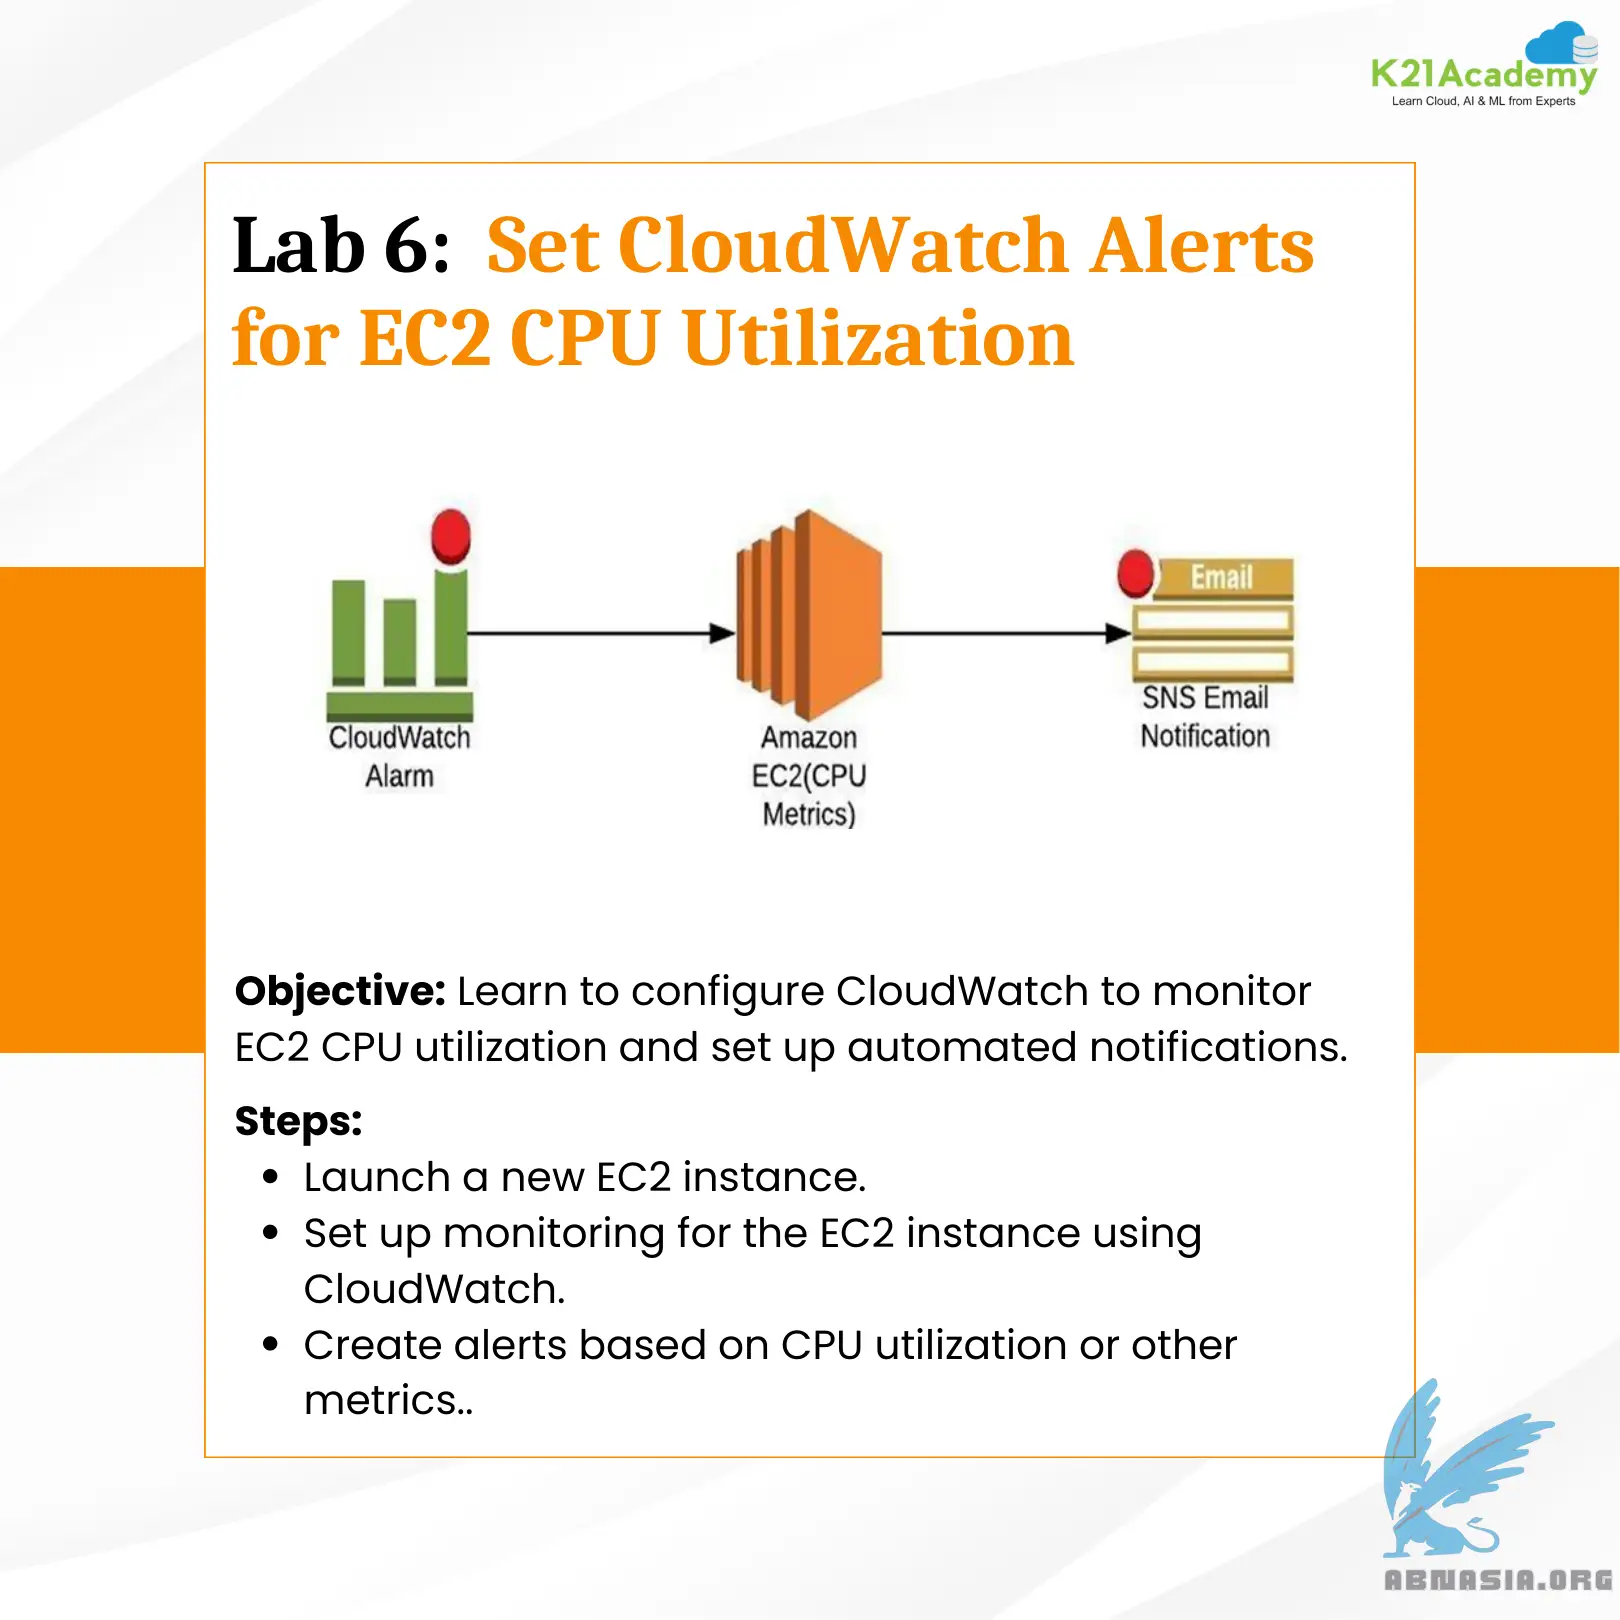 K21Academy
Learn Cloud, AI & ML from Experts
Lab 6: Set CloudWatch Alerts
for EC2 CPU Utilization
Email
CloudWatch
Alarm
Amazon
EC2(CPU
Metrics)
SNS Email
Notification
Objective: Learn to configure CloudWatch to monitor
EC2 CPU utilization and set up automated notifications.
Steps:
• Launch a new EC2 instance.
• Set up monitoring for the EC2 instance using
CloudWatch.
• Create alerts based on CPU utilization or other
metrics..
ABNASIA.ORG